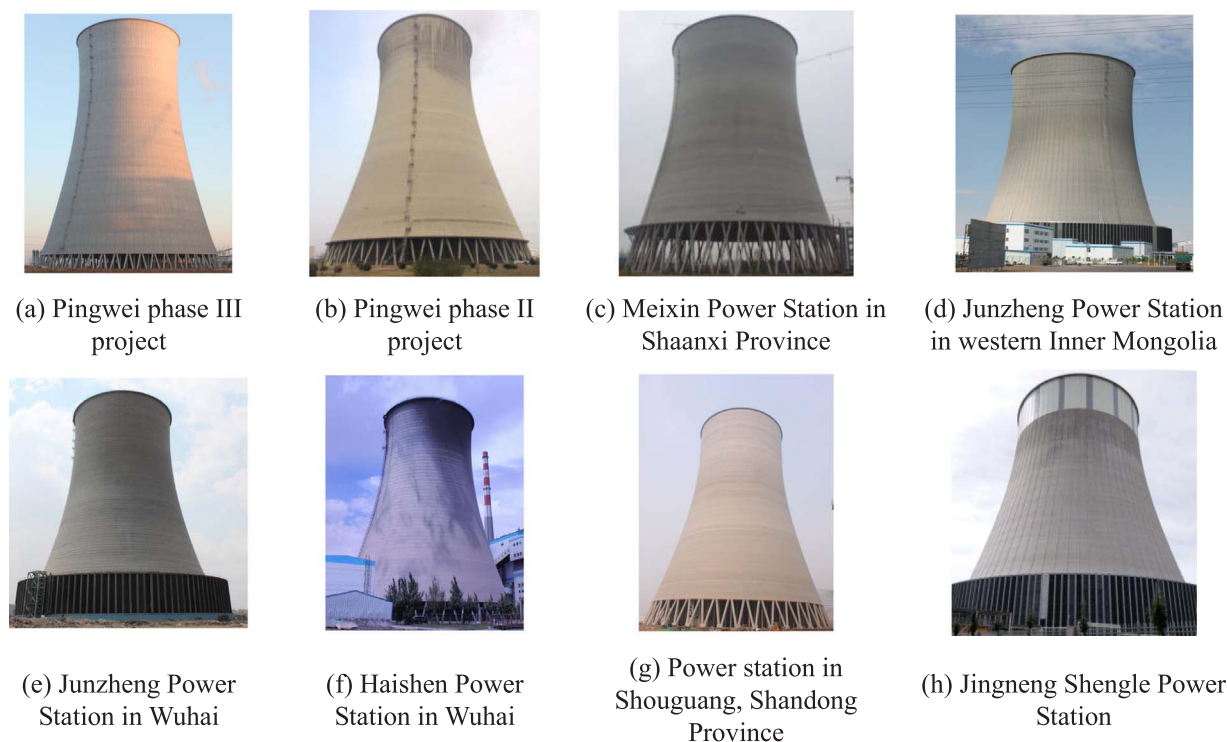 (a) Pingwei phase III
project
(b) Pingwei phase II
project
(c) Meixin Power Station in
Shaanxi Province
(d) Junzheng Power Station
in western Inner Mongolia
(e) Junzheng Power
Station in Wuhai
(f) Haishen Power
Station in Wuhai
(g) Power station in
Shouguang, Shandong
Province
(h) Jingneng Shengle Power
Station